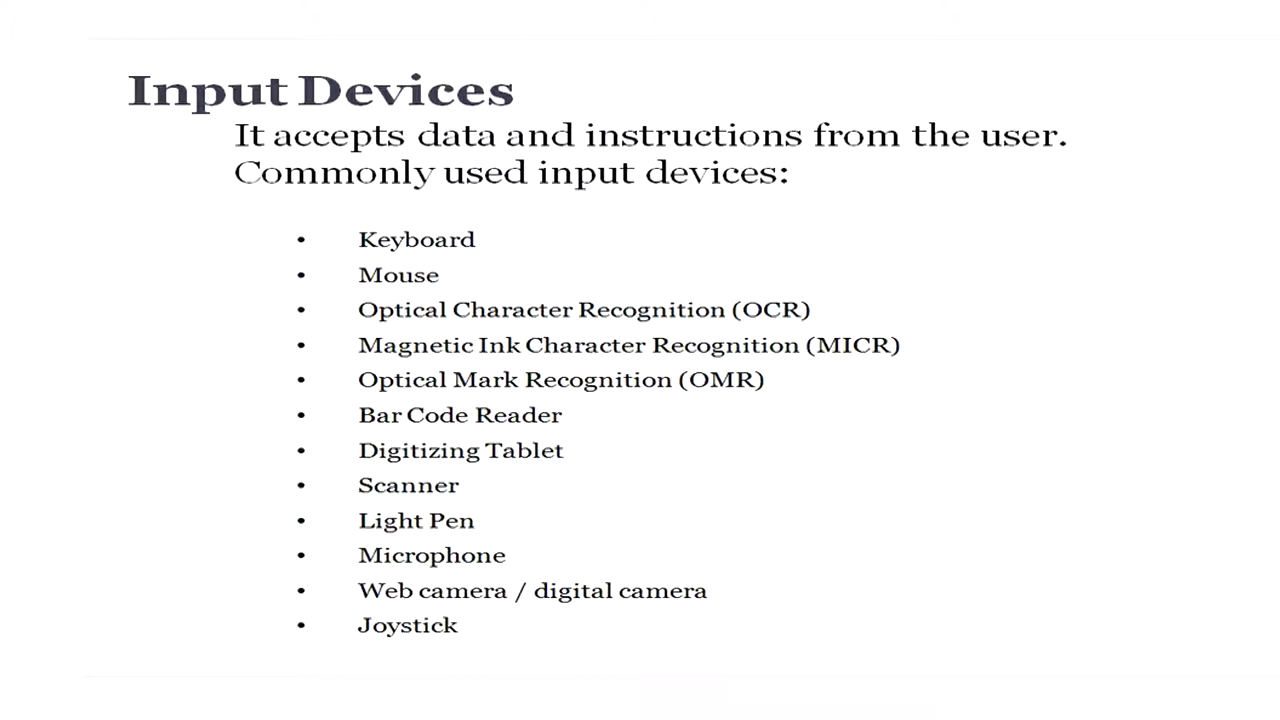 Input Devices
It accepts data and instructions from the user.
Commonly used input devices:
• Keyboard
• Mouse
• Optical Character Recognition (OCR)
• Magnetic Ink Character Recognition (MICR)
• Optical Mark Recognition (OMR)
• Bar Code Reader
• Digitizing Tablet
• Scanner
• Light Pen
• Microphone
• Web camera / digital camera
• Joystick